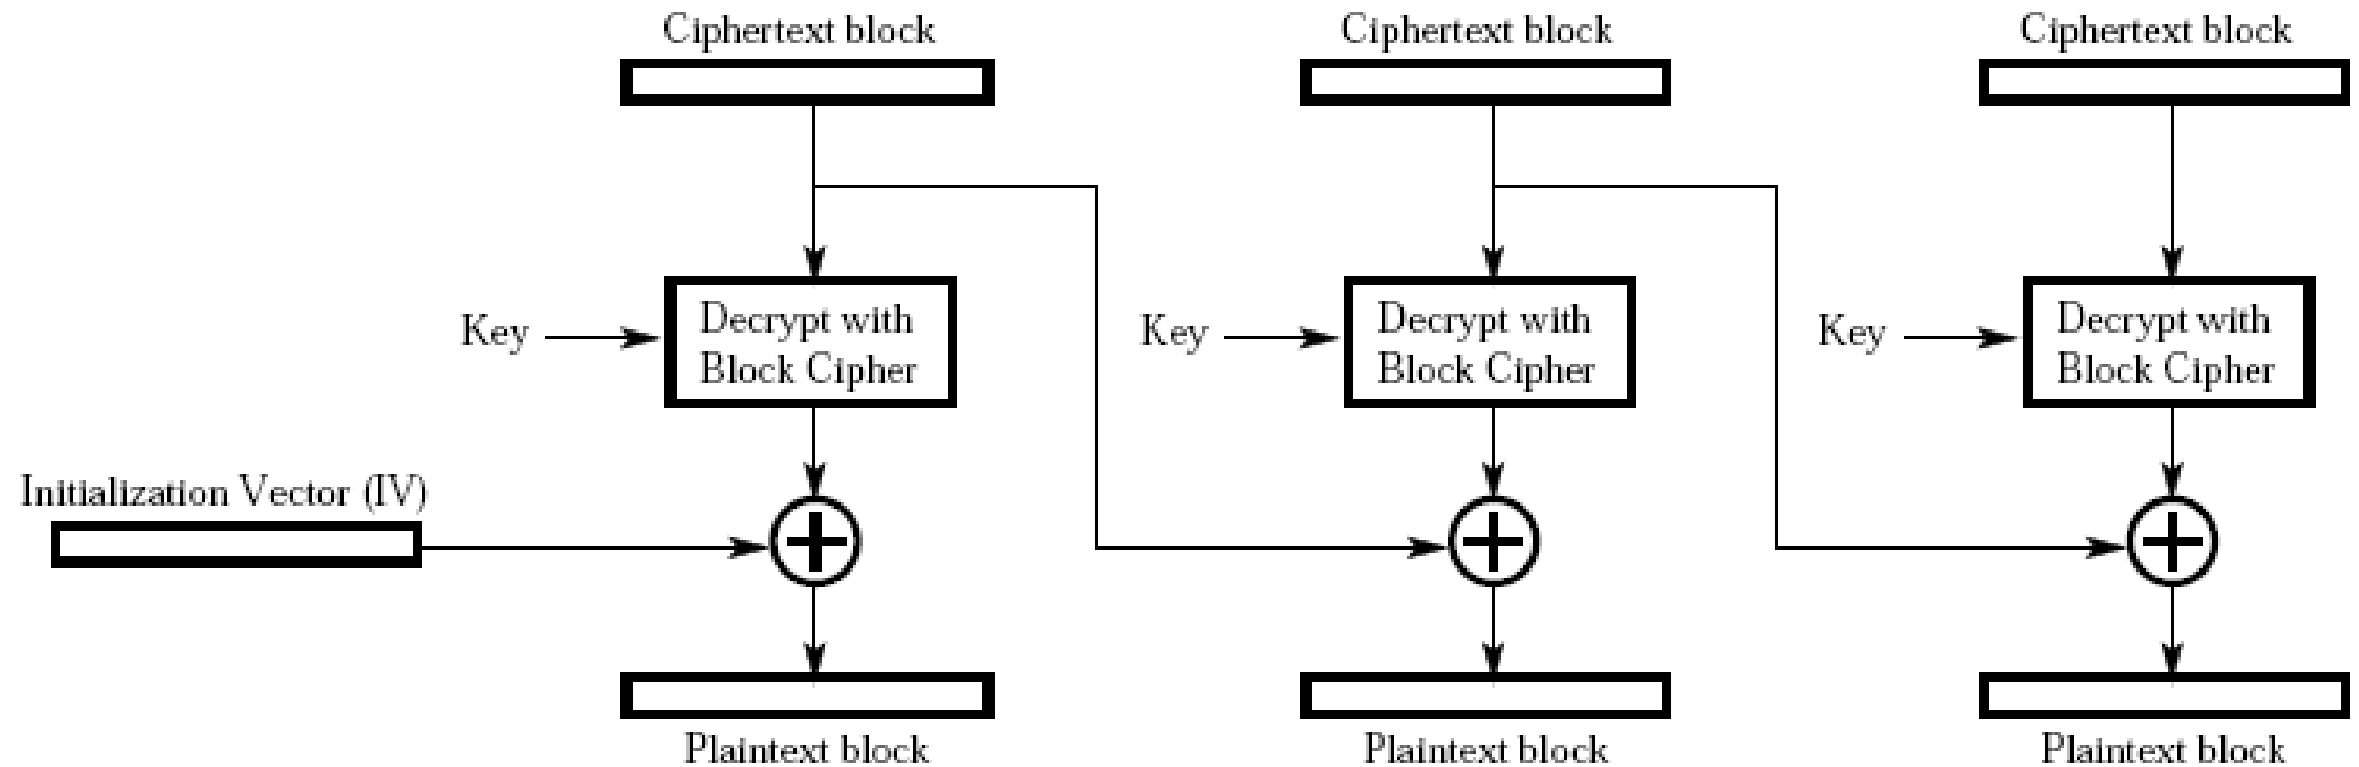 Ciphertext block
Ciphertext block
Ciphertext block
Key
Decrypt with
Block Cipher
Key
Decrypt with
Block Cipher
Key
Decrypt with
Block Cipher
Initialization Vector (IV)
Plaintext block
Plaintext block
Plaintext block